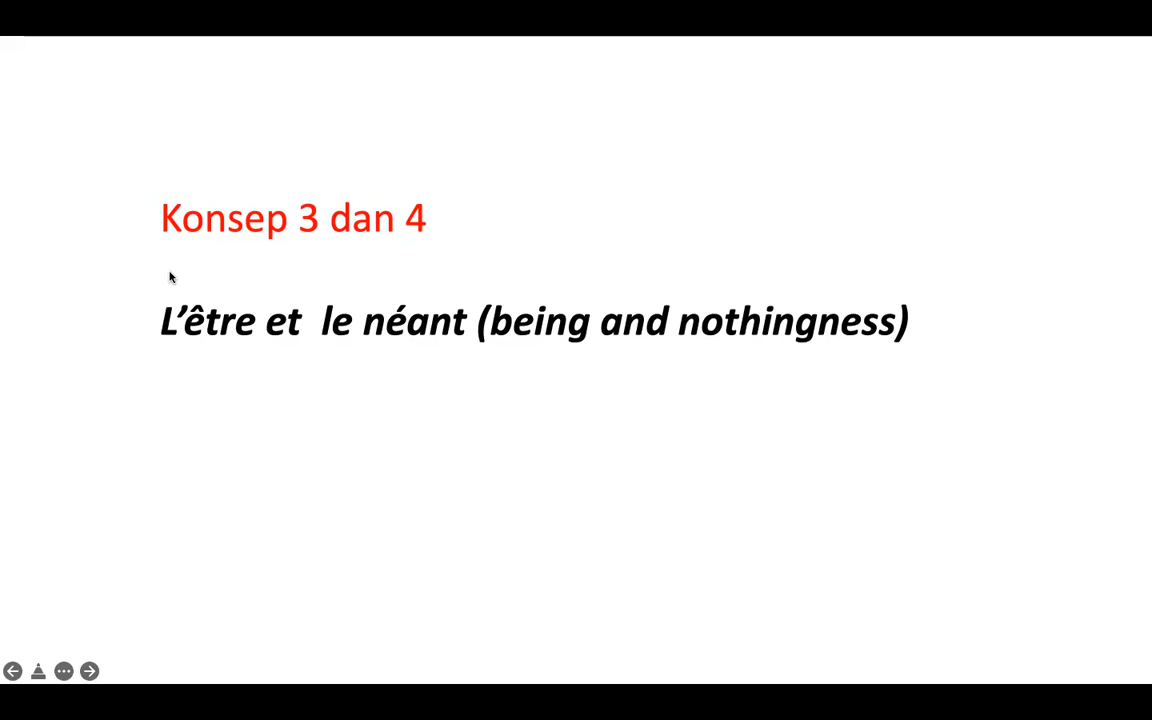 Konsep 3 dan 4
L’être et  le néant (being and nothingness)